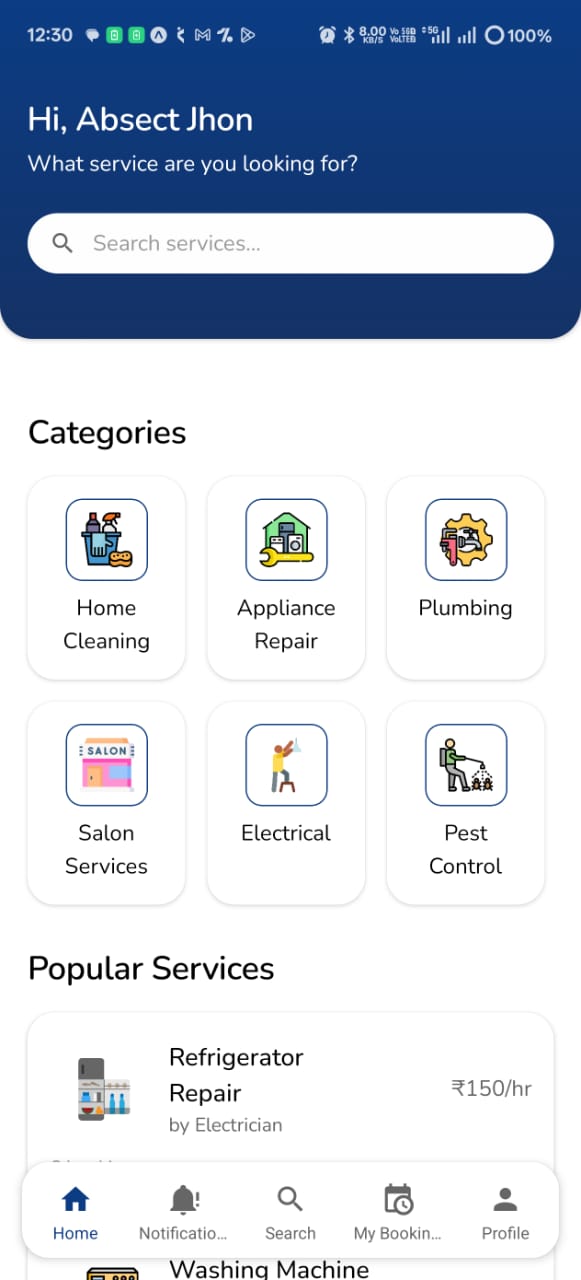 12:30
8.00 KB/S Vo 5GD VoLTEB 5G 100%
Hi, Absect Jhon
What service are you looking for?
Search services...
Categories
Home
Cleaning
Appliance
Repair
Plumbing
SALON
Salon
Services
Electrical
Pest
Control
Popular Services
Refrigerator
Repair
₹150/hr
by Electrician
Home
Notificatio...
Search
My Bookin...
Profile
Washing Machine